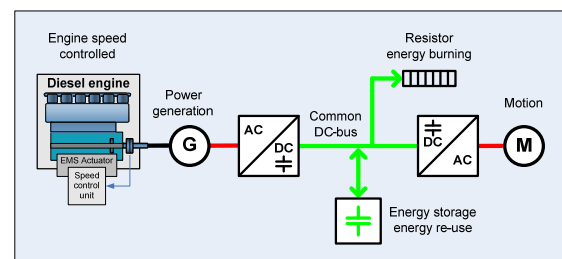 Engine speed
controlled
Diesel engine
EMS Actuator
Speed
control
unit
Power
generation
G
AC
DC
Common
DC-bus
Resistor
energy burning
DC
AC
Motion
M
Energy storage
energy re-use